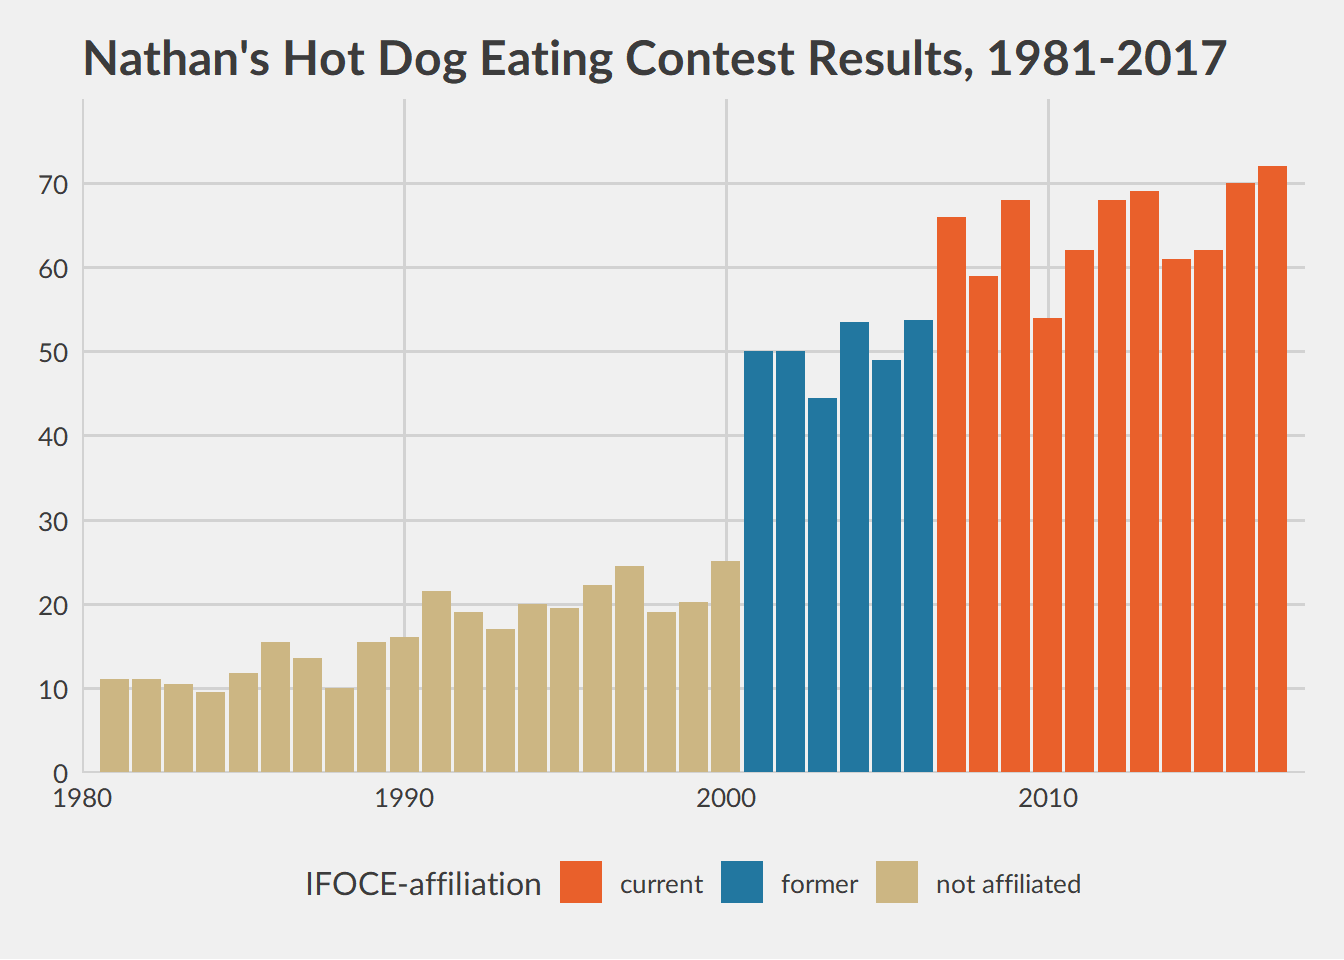 Nathan's Hot Dog Eating Contest Results, 1981-2017
70
60
50
40
30
20
10
0
1980 1990 2000 2010
IFOCE-affiliation current former not affiliated